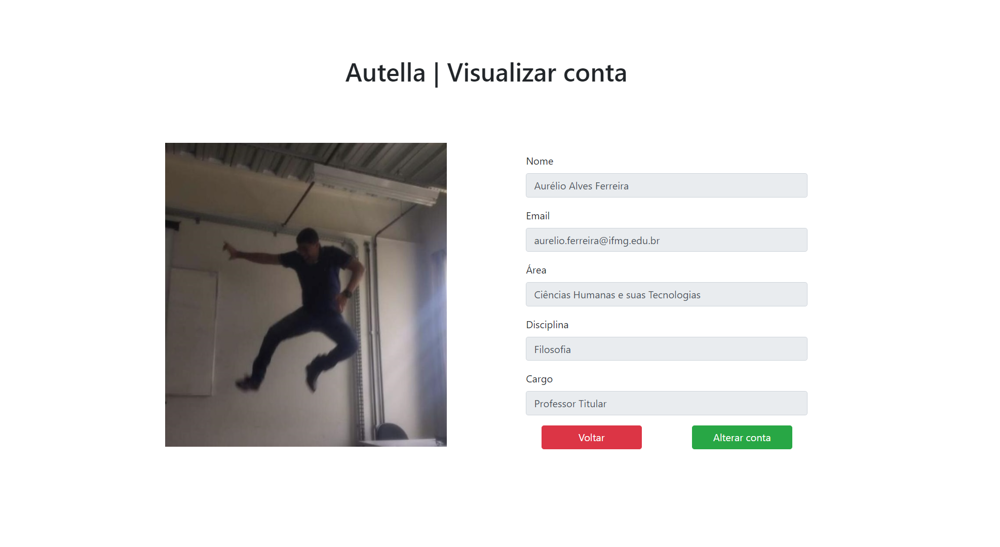 Autella | Visualizar conta
Nome
Aurélio Alves Ferreira
Email
aurelio.ferreira@ifmg.edu.br
Área
Ciências Humanas e suas Tecnologias
Disciplina
Filosofia
Cargo
Professor Titular
Voltar
Alterar conta